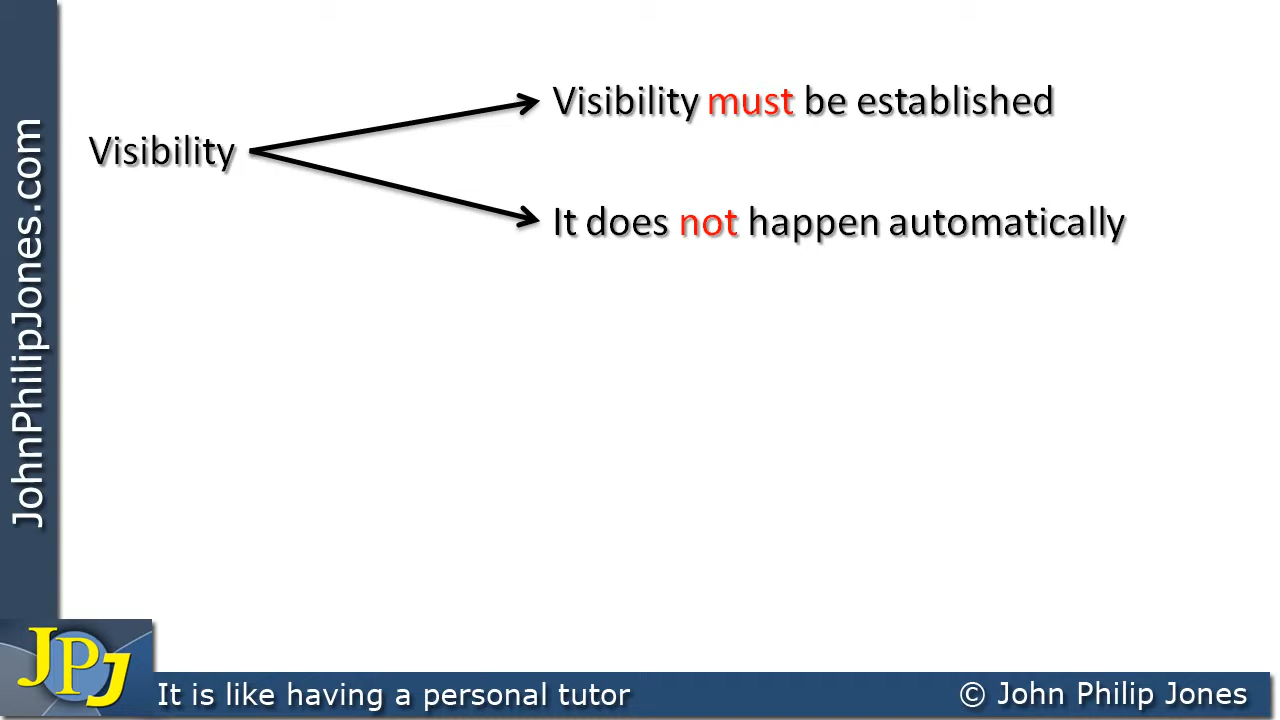 JohnPhilipJones.com
Visibility
Visibility must be established
It does not happen automatically
JPJ
It is like having a personal tutor
© John Philip Jones